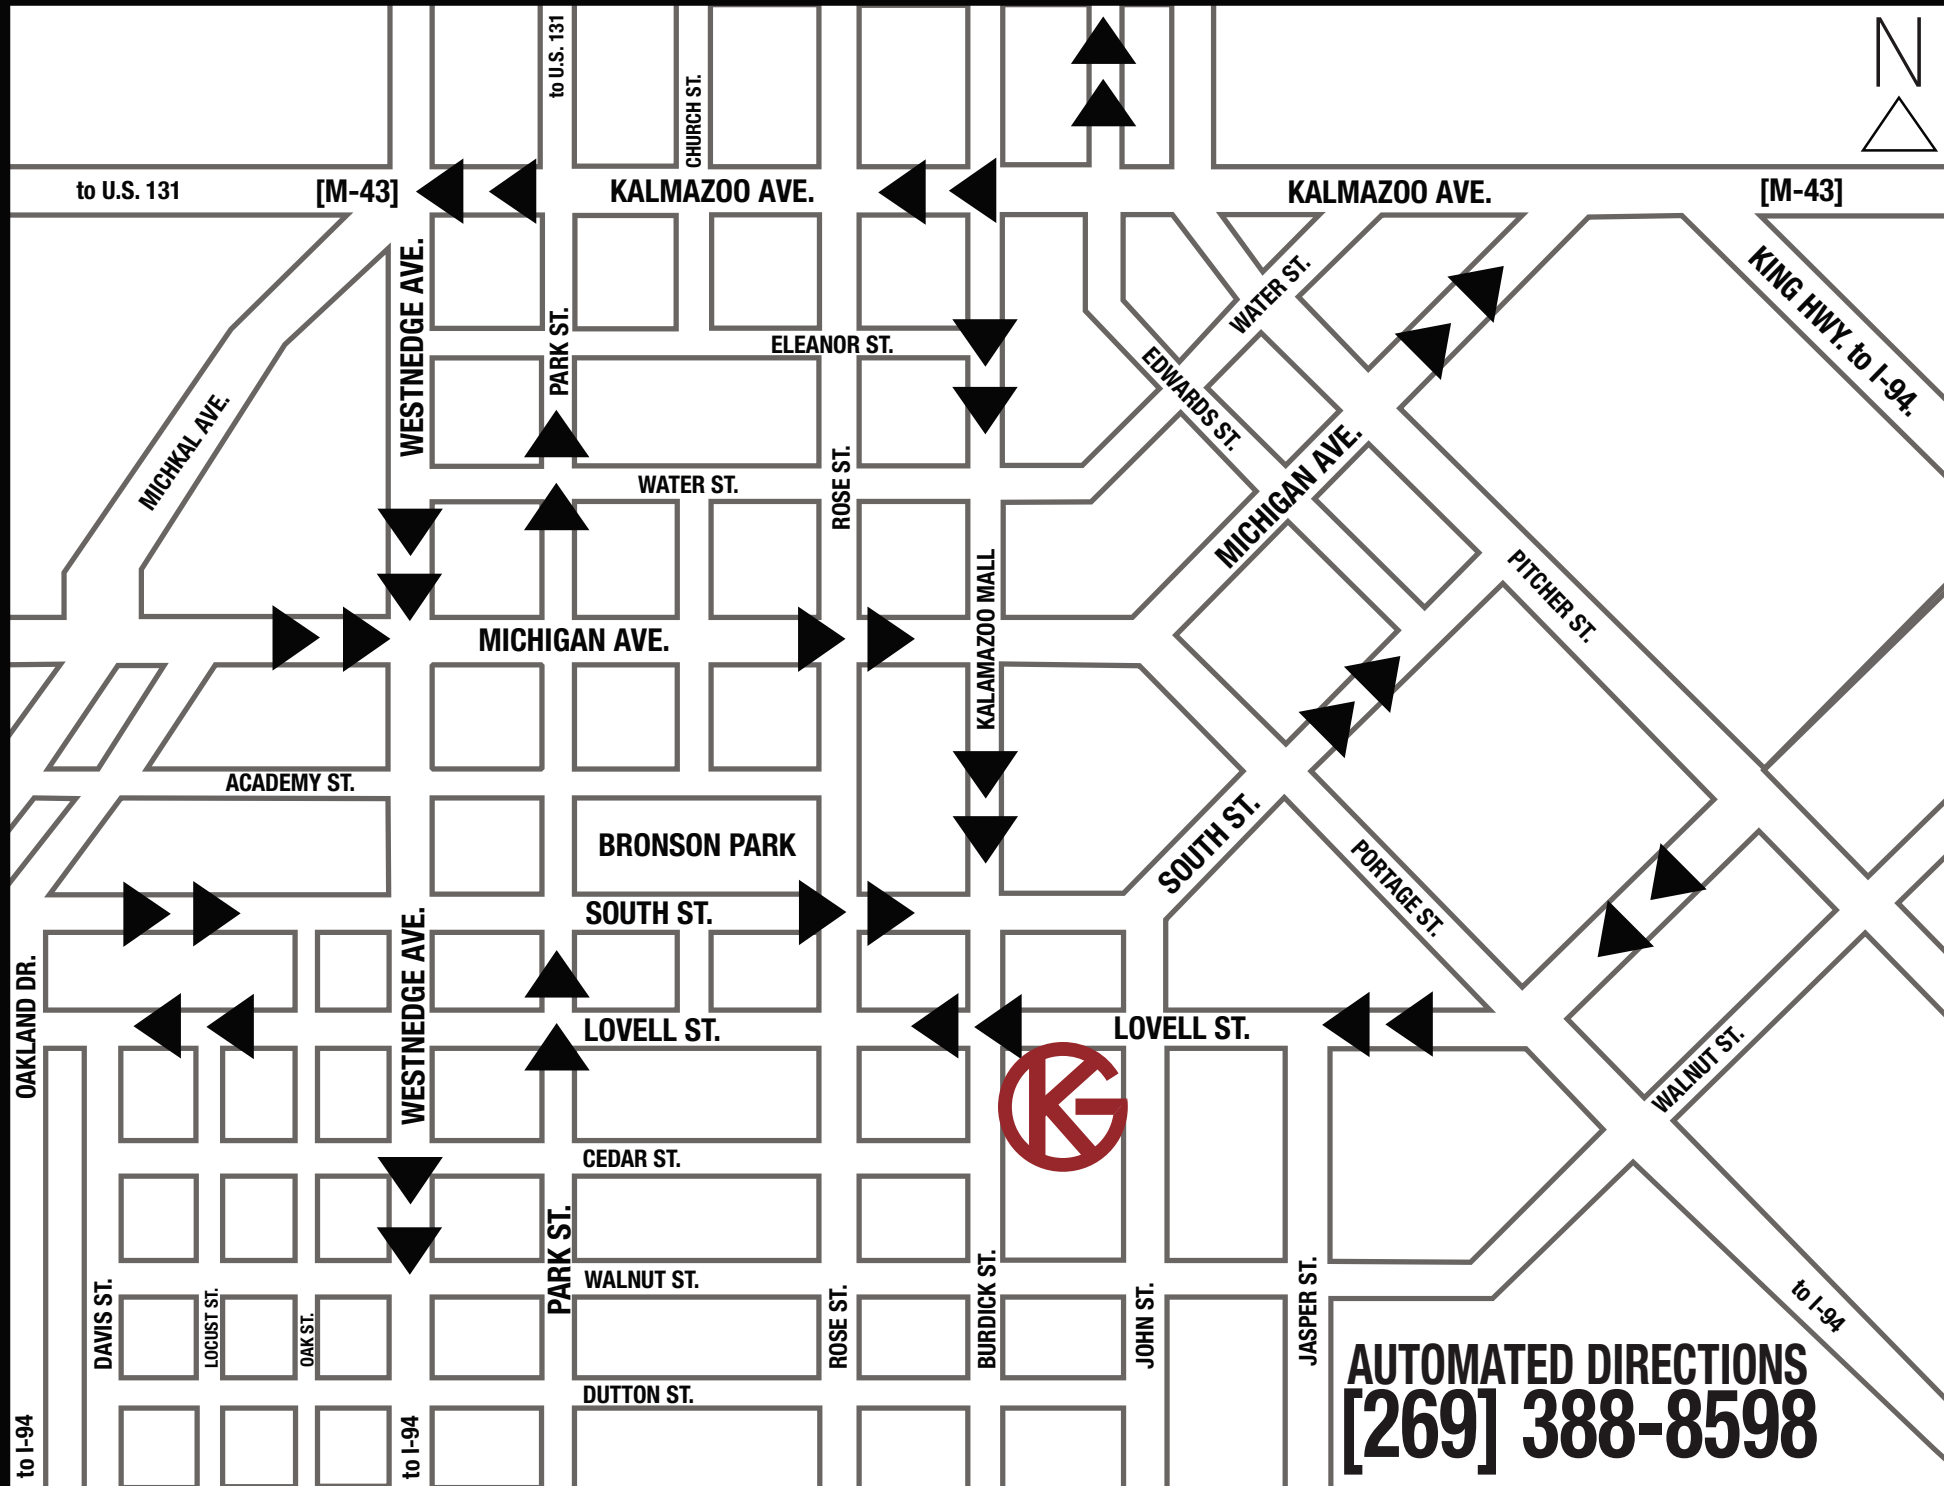 N
to U.S. 131
CHURCH ST.
to U.S. 131
[M-43]
KALMAZOO AVE.
KALMAZOO AVE.
[M-43]
WESTNEDGE AVE.
PARK ST.
ELEANOR ST.
WATER ST.
KING HWY. to I-94.
EDWARDS ST.
MICHKAL AVE.
WATER ST.
ROSE ST.
MICHIGAN AVE.
PITCHER ST.
KALAMAZOO MALL
MICHIGAN AVE.
ACADEMY ST.
BRONSON PARK
SOUTH ST.
PORTAGE ST.
SOUTH ST.
OAKLAND DR.
WESTNEDGE AVE.
LOVELL ST.
LOVELL ST.
WALNUT ST.
KG
CEDAR ST.
PARK ST.
WALNUT ST.
DAVIS ST.
LOCUST ST.
OAK ST.
ROSE ST.
BURDICK ST.
JOHN ST.
JASPER ST.
to I-94
DUTTON ST.
to I-94
to I-94
AUTOMATED DIRECTIONS
[269] 388-8598